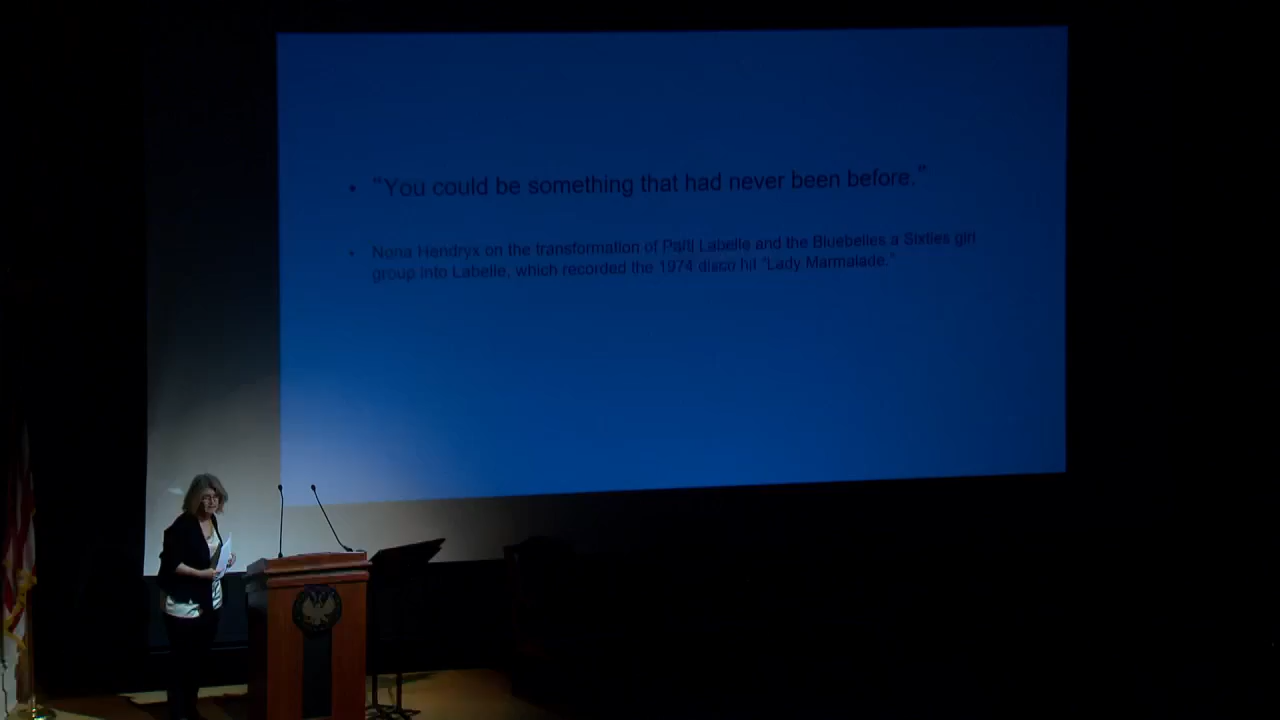 • “You could be something that had never been before.”
• Nona Hendryx on the transformation of Patti Labelle and the Bluebelles a Sixties girl
group into Labelle, which recorded the 1974 disco hit “Lady Marmalade.”